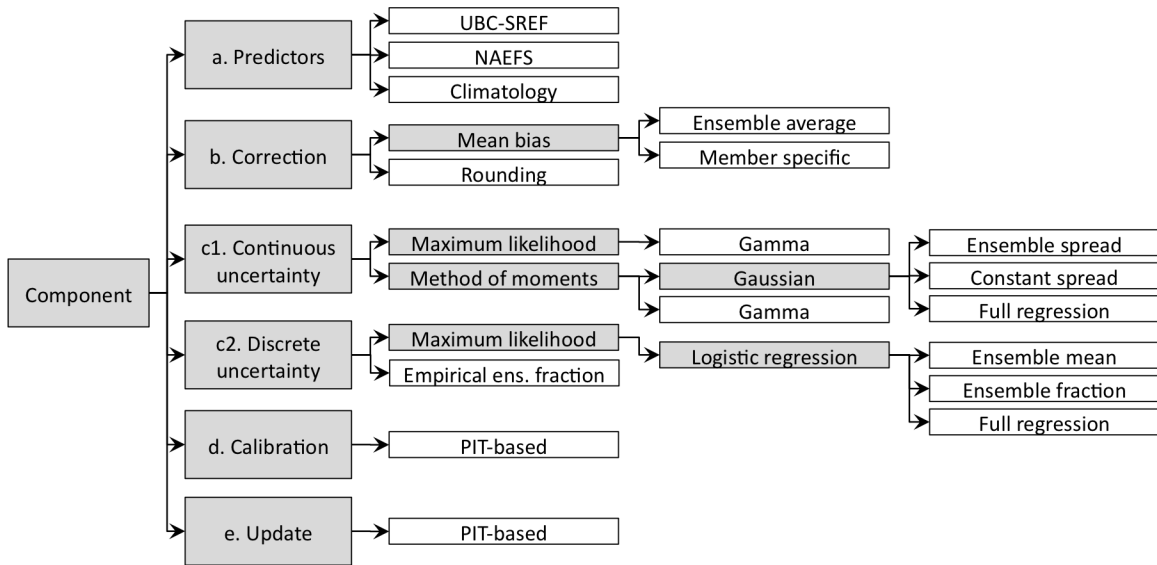 Component
a. Predictors
UBC-SREF
NAEFS
Climatology
b. Correction
Mean bias
Ensemble average
Member specific
Rounding
c1. Continuous
uncertainty
Maximum likelihood
Gamma
Method of moments
Gaussian
Ensemble spread
Constant spread
Full regression
Gamma
c2. Discrete
uncertainty
Maximum likelihood
Logistic regression
Ensemble mean
Ensemble fraction
Full regression
Empirical ens. fraction
d. Calibration
PIT-based
e. Update
PIT-based